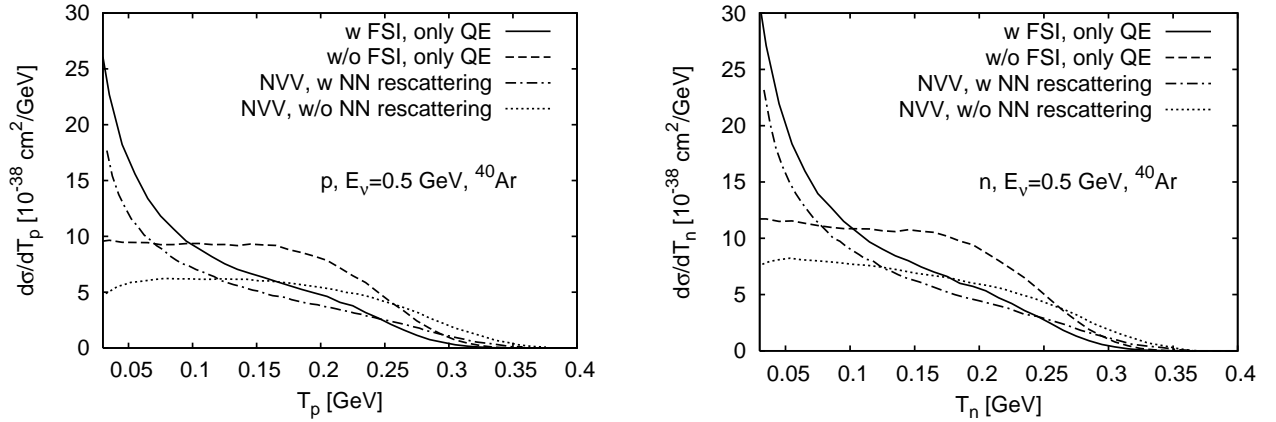 w FSI, only QE
w/o FSI, only QE
NVV, w NN rescattering
NVV, w/o NN rescattering
p, E_ν=0.5 GeV, ⁴⁰Ar
dσ/dT_p [10⁻³⁸ cm²/GeV]
30
25
20
15
10
5
0
0.05 0.1 0.15 0.2 0.25 0.3 0.35 0.4
T_p [GeV]
w FSI, only QE
w/o FSI, only QE
NVV, w NN rescattering
NVV, w/o NN rescattering
n, E_ν=0.5 GeV, ⁴⁰Ar
dσ/dT_n [10⁻³⁸ cm²/GeV]
30
25
20
15
10
5
0
0.05 0.1 0.15 0.2 0.25 0.3 0.35 0.4
T_n [GeV]